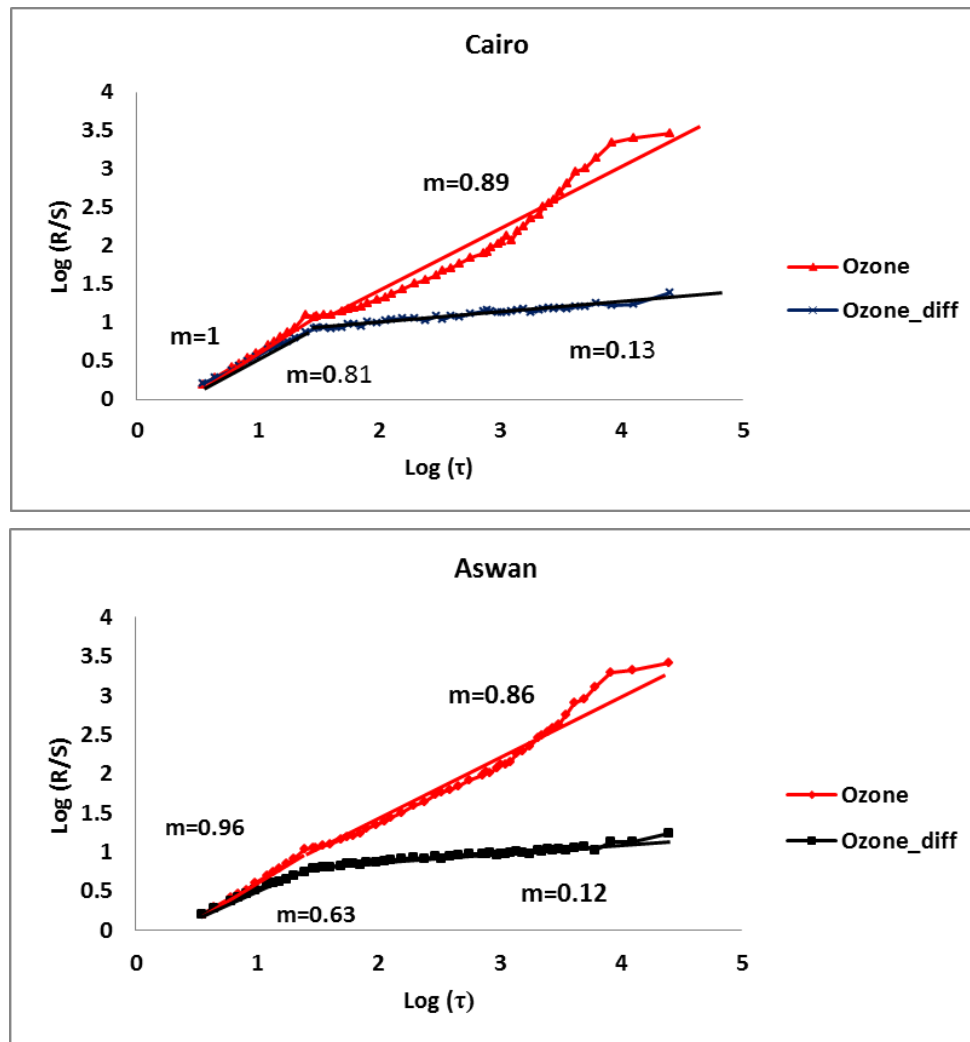 Cairo
4
3.5
3
2.5
2
1.5
1
0.5
0
Log (R/S)
m=0.89
m=1
m=0.81
m=0.13
Ozone
Ozone_diff
0 1 2 3 4 5
Log (τ)
Aswan
4
3.5
3
2.5
2
1.5
1
0.5
0
Log (R/S)
m=0.86
m=0.96
m=0.63
m=0.12
Ozone
Ozone_diff
0 1 2 3 4 5
Log (τ)